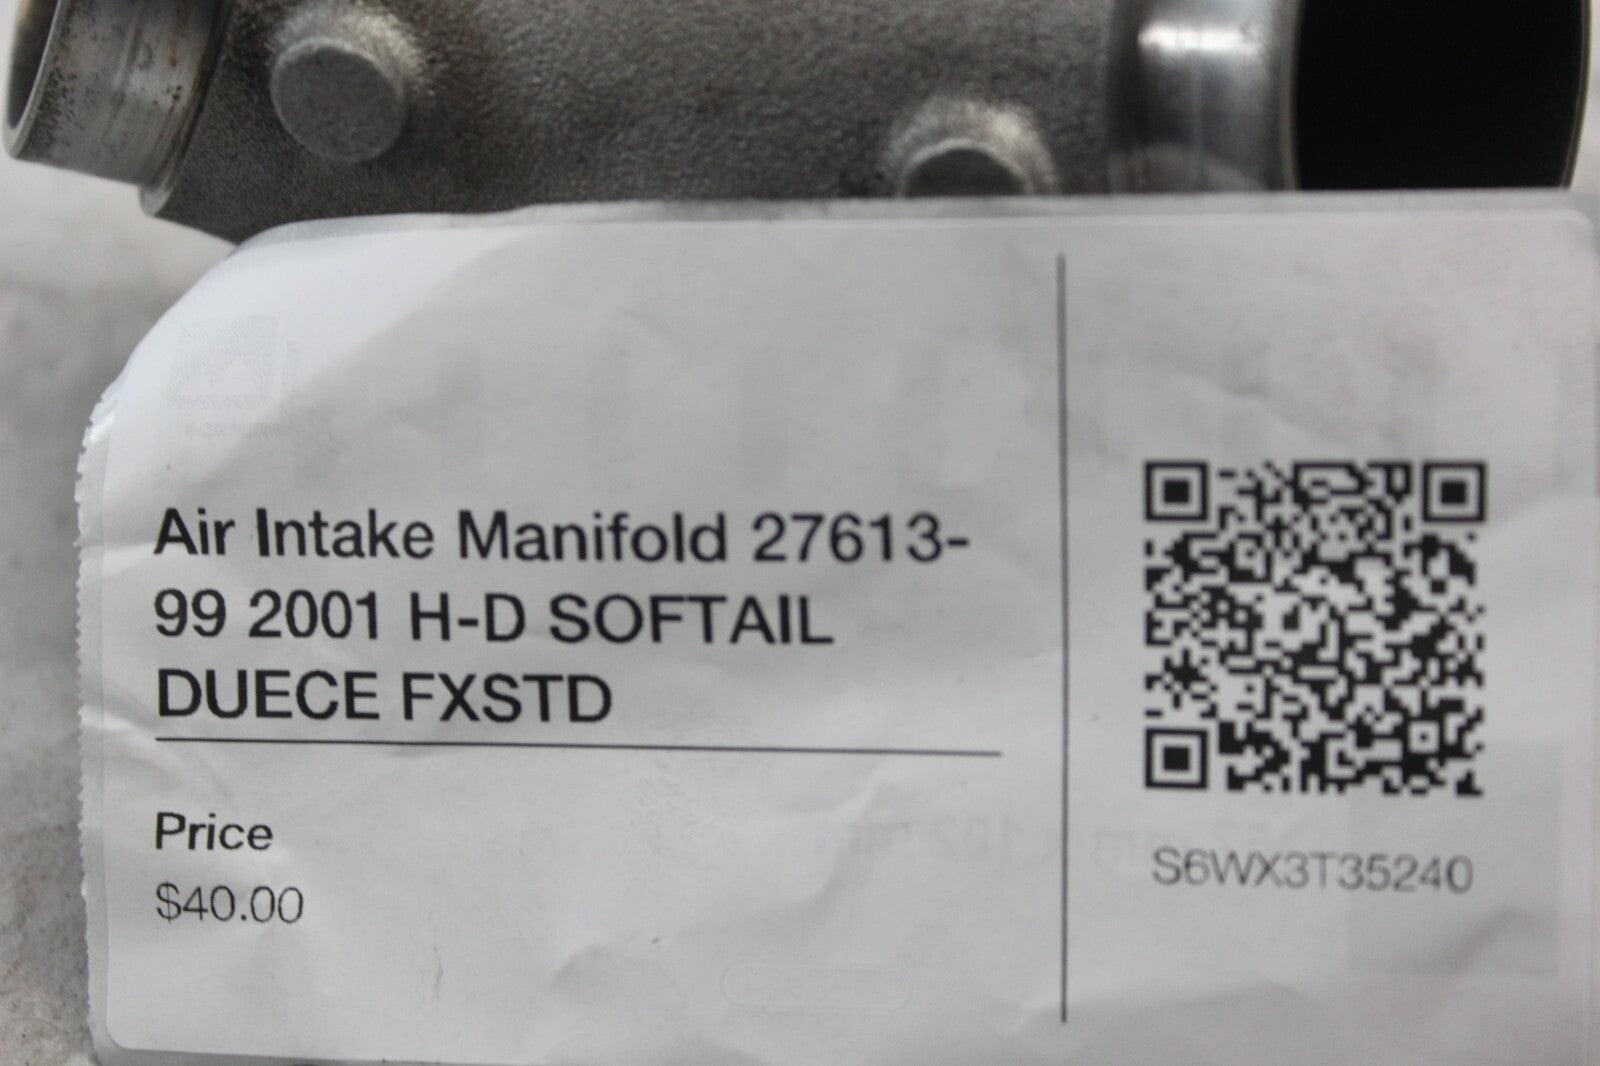 Air Intake Manifold 27613-
99 2001 H-D SOFTAIL
DUECE FXSTD
Price
$40.00
S6WX3T35240